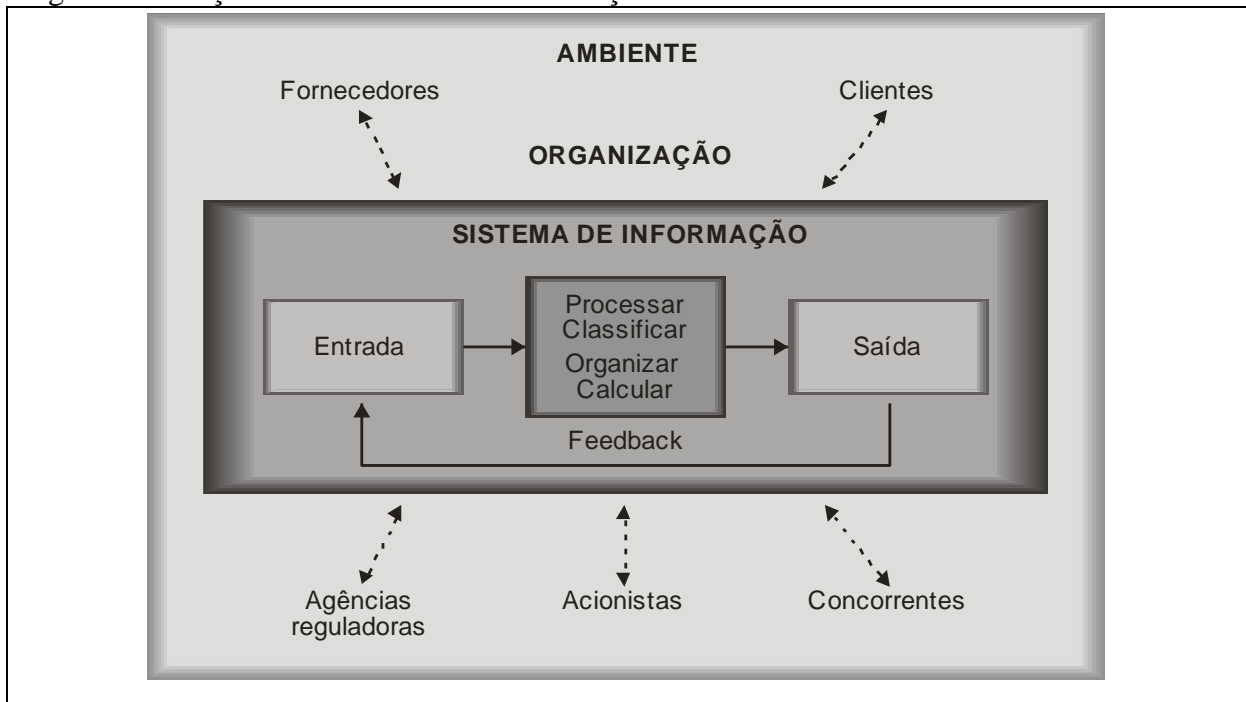 AMBIENTE
Fornecedores
Clientes
ORGANIZAÇÃO
SISTEMA DE INFORMAÇÃO
Entrada
Processar
Classificar
Organizar
Calcular
Saída
Feedback
Agências
reguladoras
Acionistas
Concorrentes